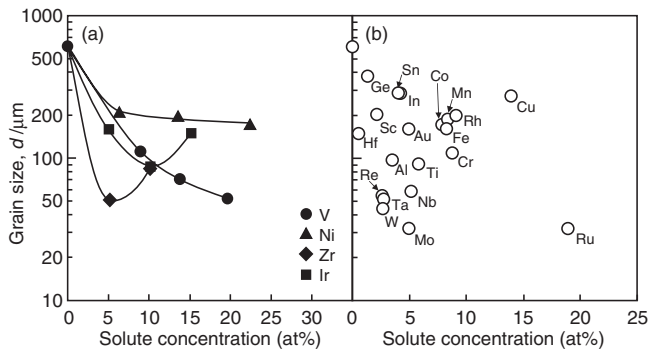 (a)
Grain size, d/μm
1000
500
200
100
50
20
10
V
Ni
Zr
Ir
0
5
10
15
20
25
30
Solute concentration (at%)
(b)
Sn
Co
Ge
In
Mn
Cu
Sc
Au
Rh
Hf
Fe
Al
Ti
Cr
Re
Ta
Nb
W
Mo
Ru
0
5
10
15
20
25
Solute concentration (at%)